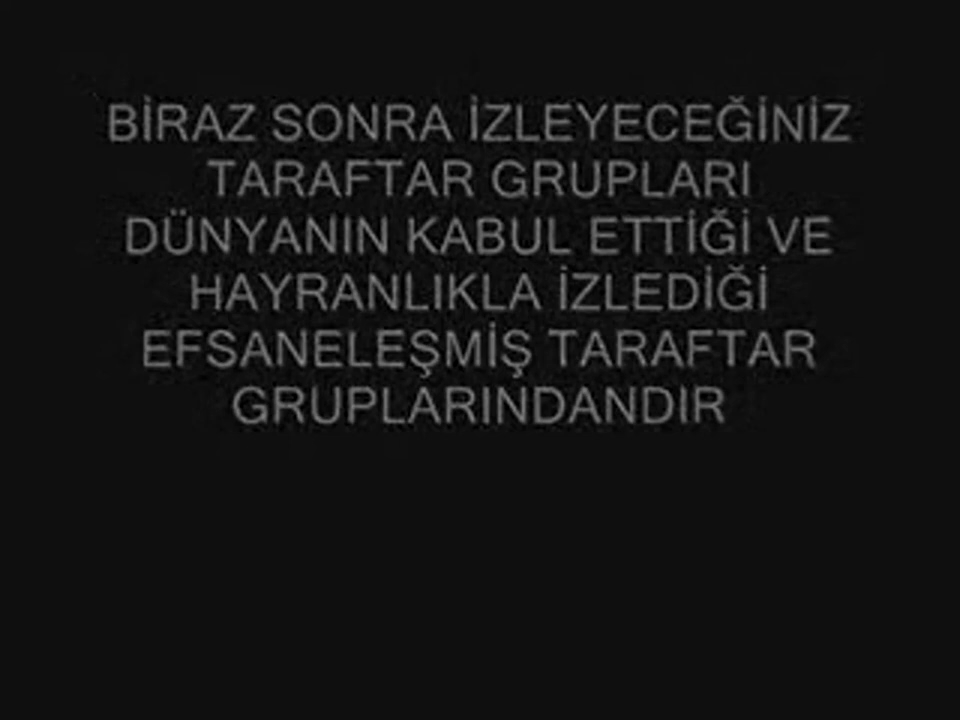 BİRAZ SONRA İZLEYECEĞİNİZ
TARAFTAR GRUPLARI
DÜNYANIN KABUL ETTİĞİ VE
HAYRANLIKLA İZLEDİĞİ
EFSANELEŞMİŞ TARAFTAR
GRUPLARINDANDIR